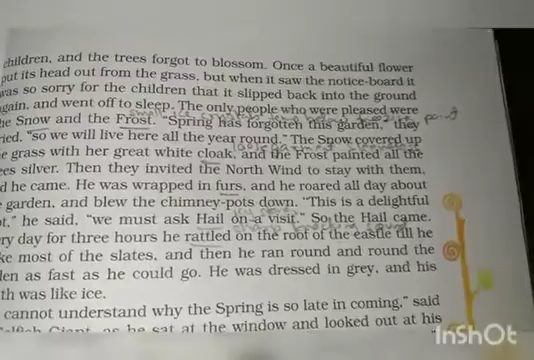 children, and the trees forgot to blossom. Once a beautiful flower
put its head out from the grass, but when it saw the notice-board it
was so sorry for the children that it slipped back into the ground
gain, and went off to sleep. The only people who were pleased were
he Snow and the Frost. "Spring has forgotten this garden," they
ried, "so we will live here all the year round." The Snow covered up
e grass with her great white cloak, and the Frost painted all the
ees silver. Then they invited the North Wind to stay with them,
d he came. He was wrapped in furs, and he roared all day about
garden, and blew the chimney-pots down. "This is a delightful
ot," he said, "we must ask Hail on a visit." So the Hail came.
ry day for three hours he rattled on the roof of the castle till he
ke most of the slates, and then he ran round and round the
den as fast as he could go. He was dressed in grey, and his
th was like ice.
cannot understand why the Spring is so late in coming," said
elfish Giant, as he sat at the window and looked out at his
InShOt